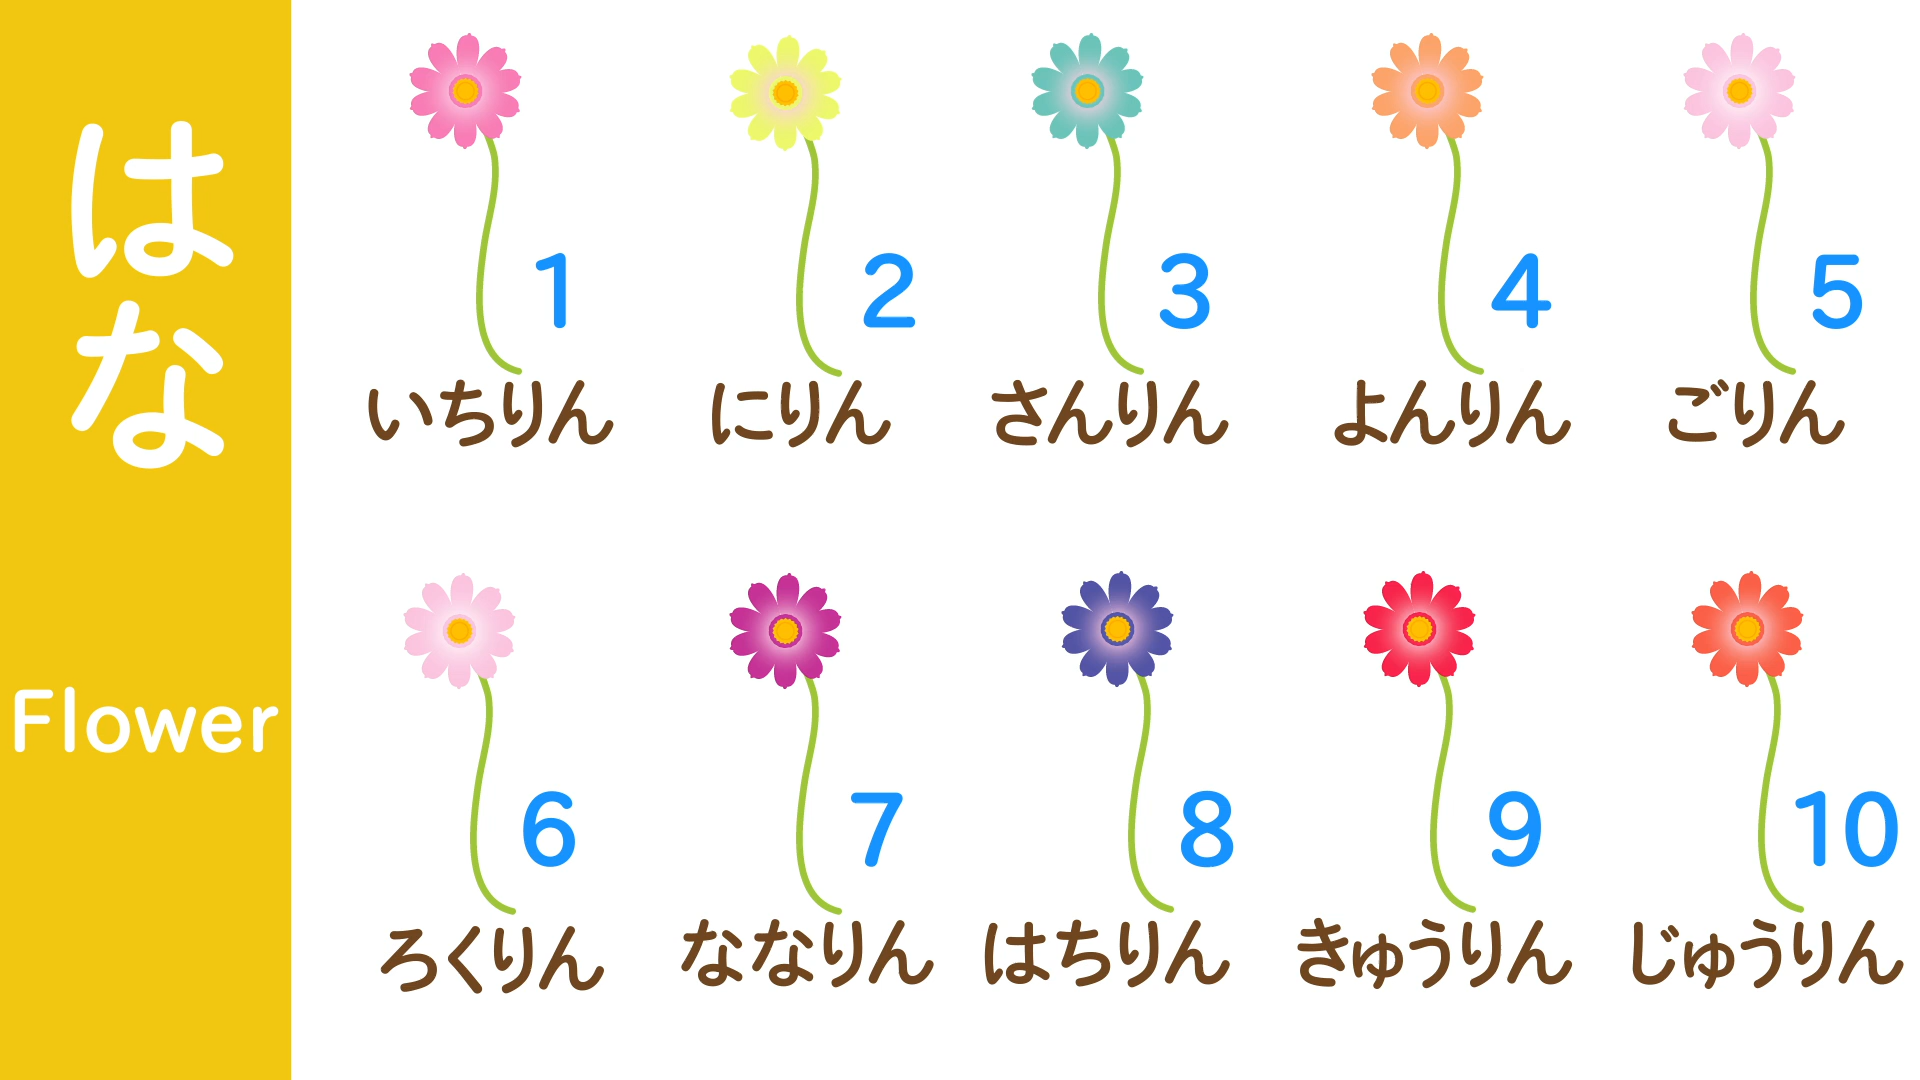 はな
Flower
1 2 3 4 5
いちりん にりん さんりん よんりん ごりん
6 7 8 9 10
ろくりん ななりん はちりん きゅうりん じゅうりん